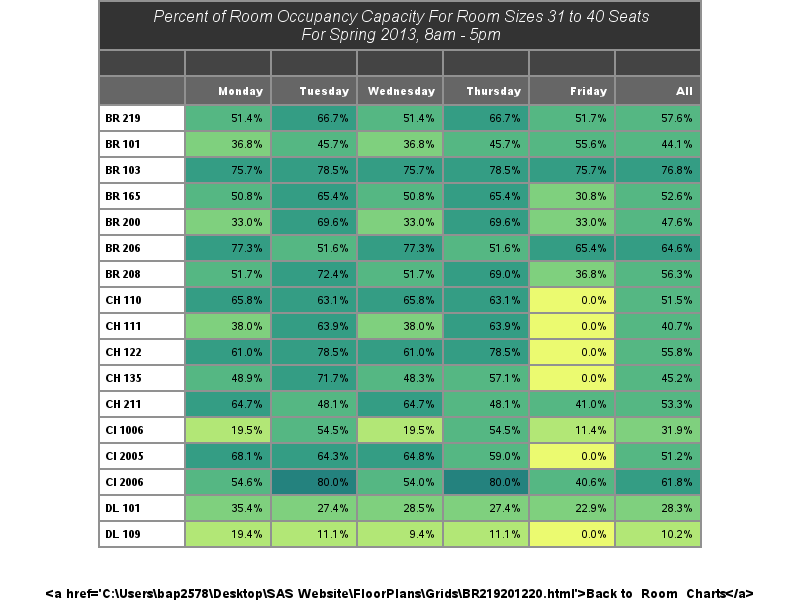 Percent of Room Occupancy Capacity For Room Sizes 31 to 40 Seats
For Spring 2013, 8am - 5pm
Monday Tuesday Wednesday Thursday Friday All
BR 219 51.4% 66.7% 51.4% 66.7% 51.7% 57.6%
BR 101 36.8% 45.7% 36.8% 45.7% 55.6% 44.1%
BR 103 75.7% 78.5% 75.7% 78.5% 75.7% 76.8%
BR 165 50.8% 65.4% 50.8% 65.4% 30.8% 52.6%
BR 200 33.0% 69.6% 33.0% 69.6% 33.0% 47.6%
BR 206 77.3% 51.6% 77.3% 51.6% 65.4% 64.6%
BR 208 51.7% 72.4% 51.7% 69.0% 36.8% 56.3%
CH 110 65.8% 63.1% 65.8% 63.1% 0.0% 51.5%
CH 111 38.0% 63.9% 38.0% 63.9% 0.0% 40.7%
CH 122 61.0% 78.5% 61.0% 78.5% 0.0% 55.8%
CH 135 48.9% 71.7% 48.3% 57.1% 0.0% 45.2%
CH 211 64.7% 48.1% 64.7% 48.1% 41.0% 53.3%
CI 1006 19.5% 54.5% 19.5% 54.5% 11.4% 31.9%
CI 2005 68.1% 64.3% 64.8% 59.0% 0.0% 51.2%
CI 2006 54.6% 80.0% 54.0% 80.0% 40.6% 61.8%
DL 101 35.4% 27.4% 28.5% 27.4% 22.9% 28.3%
DL 109 19.4% 11.1% 9.4% 11.1% 0.0% 10.2%
<a href='C:\Users\bap2578\Desktop\SAS Website\FloorPlans\Grids\BR219201220.html'>Back to Room Charts</a>